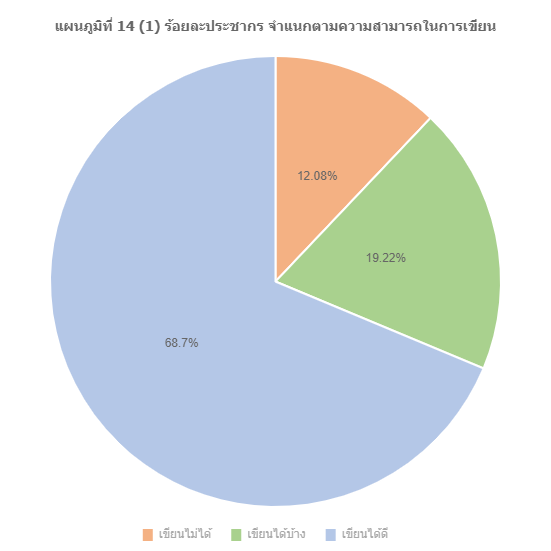 แผนภูมิที่ 14 (1) ร้อยละประชากร จำแนกตามความสามารถในการเขียน
12.08%
19.22%
68.7%
เขียนไม่ได้ เขียนได้บ้าง เขียนได้ดี